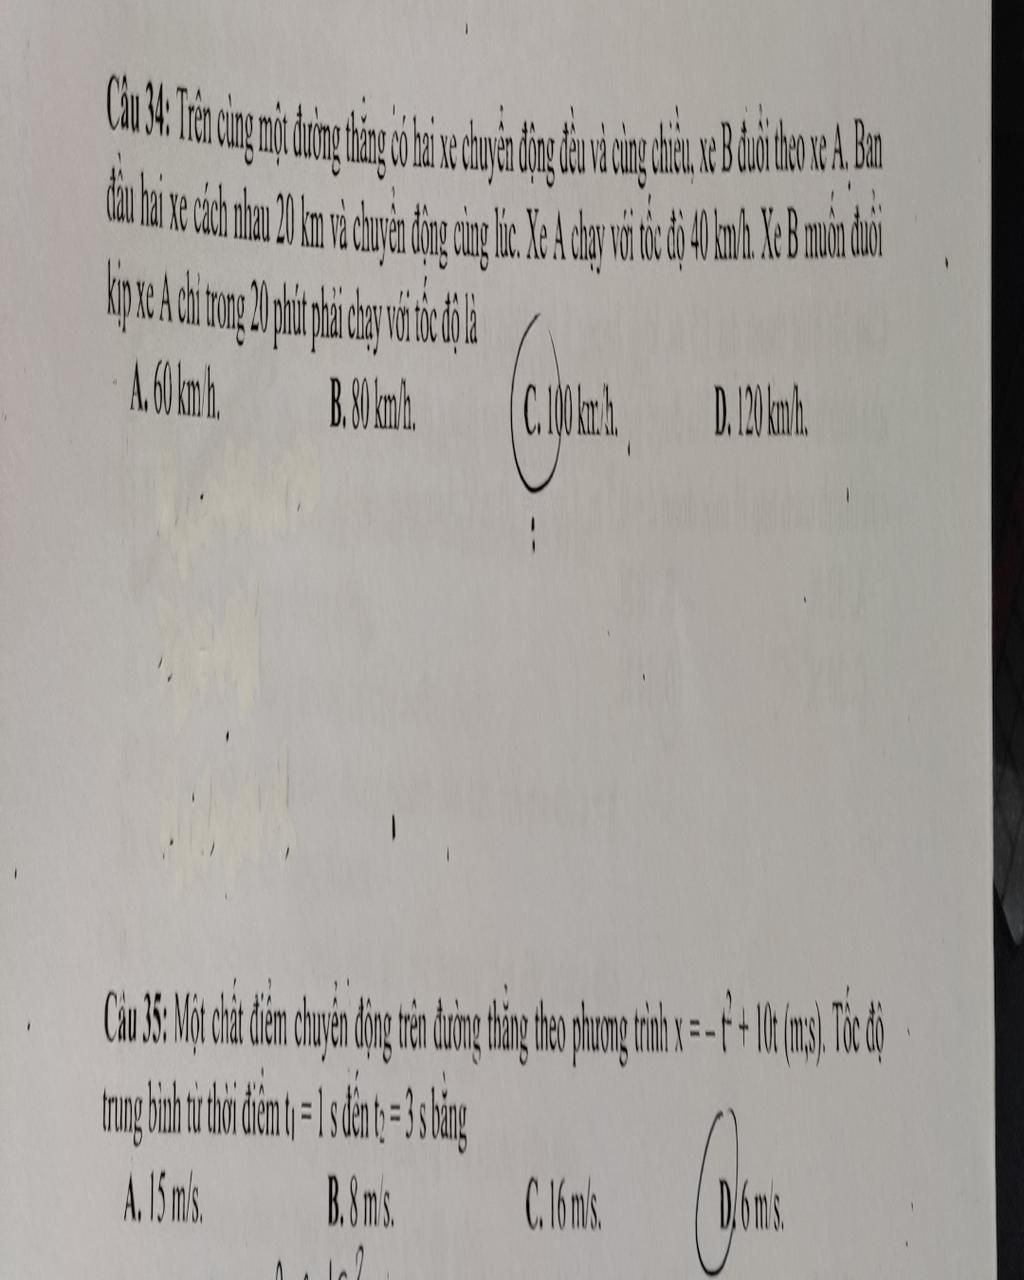 Câu 34: Trên cùng một đường thẳng có hai xe chuyển động đều và cùng chiều, xe B đuổi theo xe A. Ban
đầu hai xe cách nhau 20 km và chuyển động cùng lúc. Xe A chạy với tốc độ 40 km/h. Xe B muốn đuổi
kịp xe A chỉ trong 20 phút phải chạy với tốc độ là
A. 60 km/h. B. 80 km/h. C. 100 km/h. D. 120 km/h.
Câu 35: Một chất điểm chuyển động trên đường thẳng theo phương trình x = – t² + 10t (m;s). Tốc độ
trung bình từ thời điểm t₁ = 1 s đến t₂ = 3 s bằng
A. 15 m/s. B. 8 m/s. C. 16 m/s. D. 6 m/s.